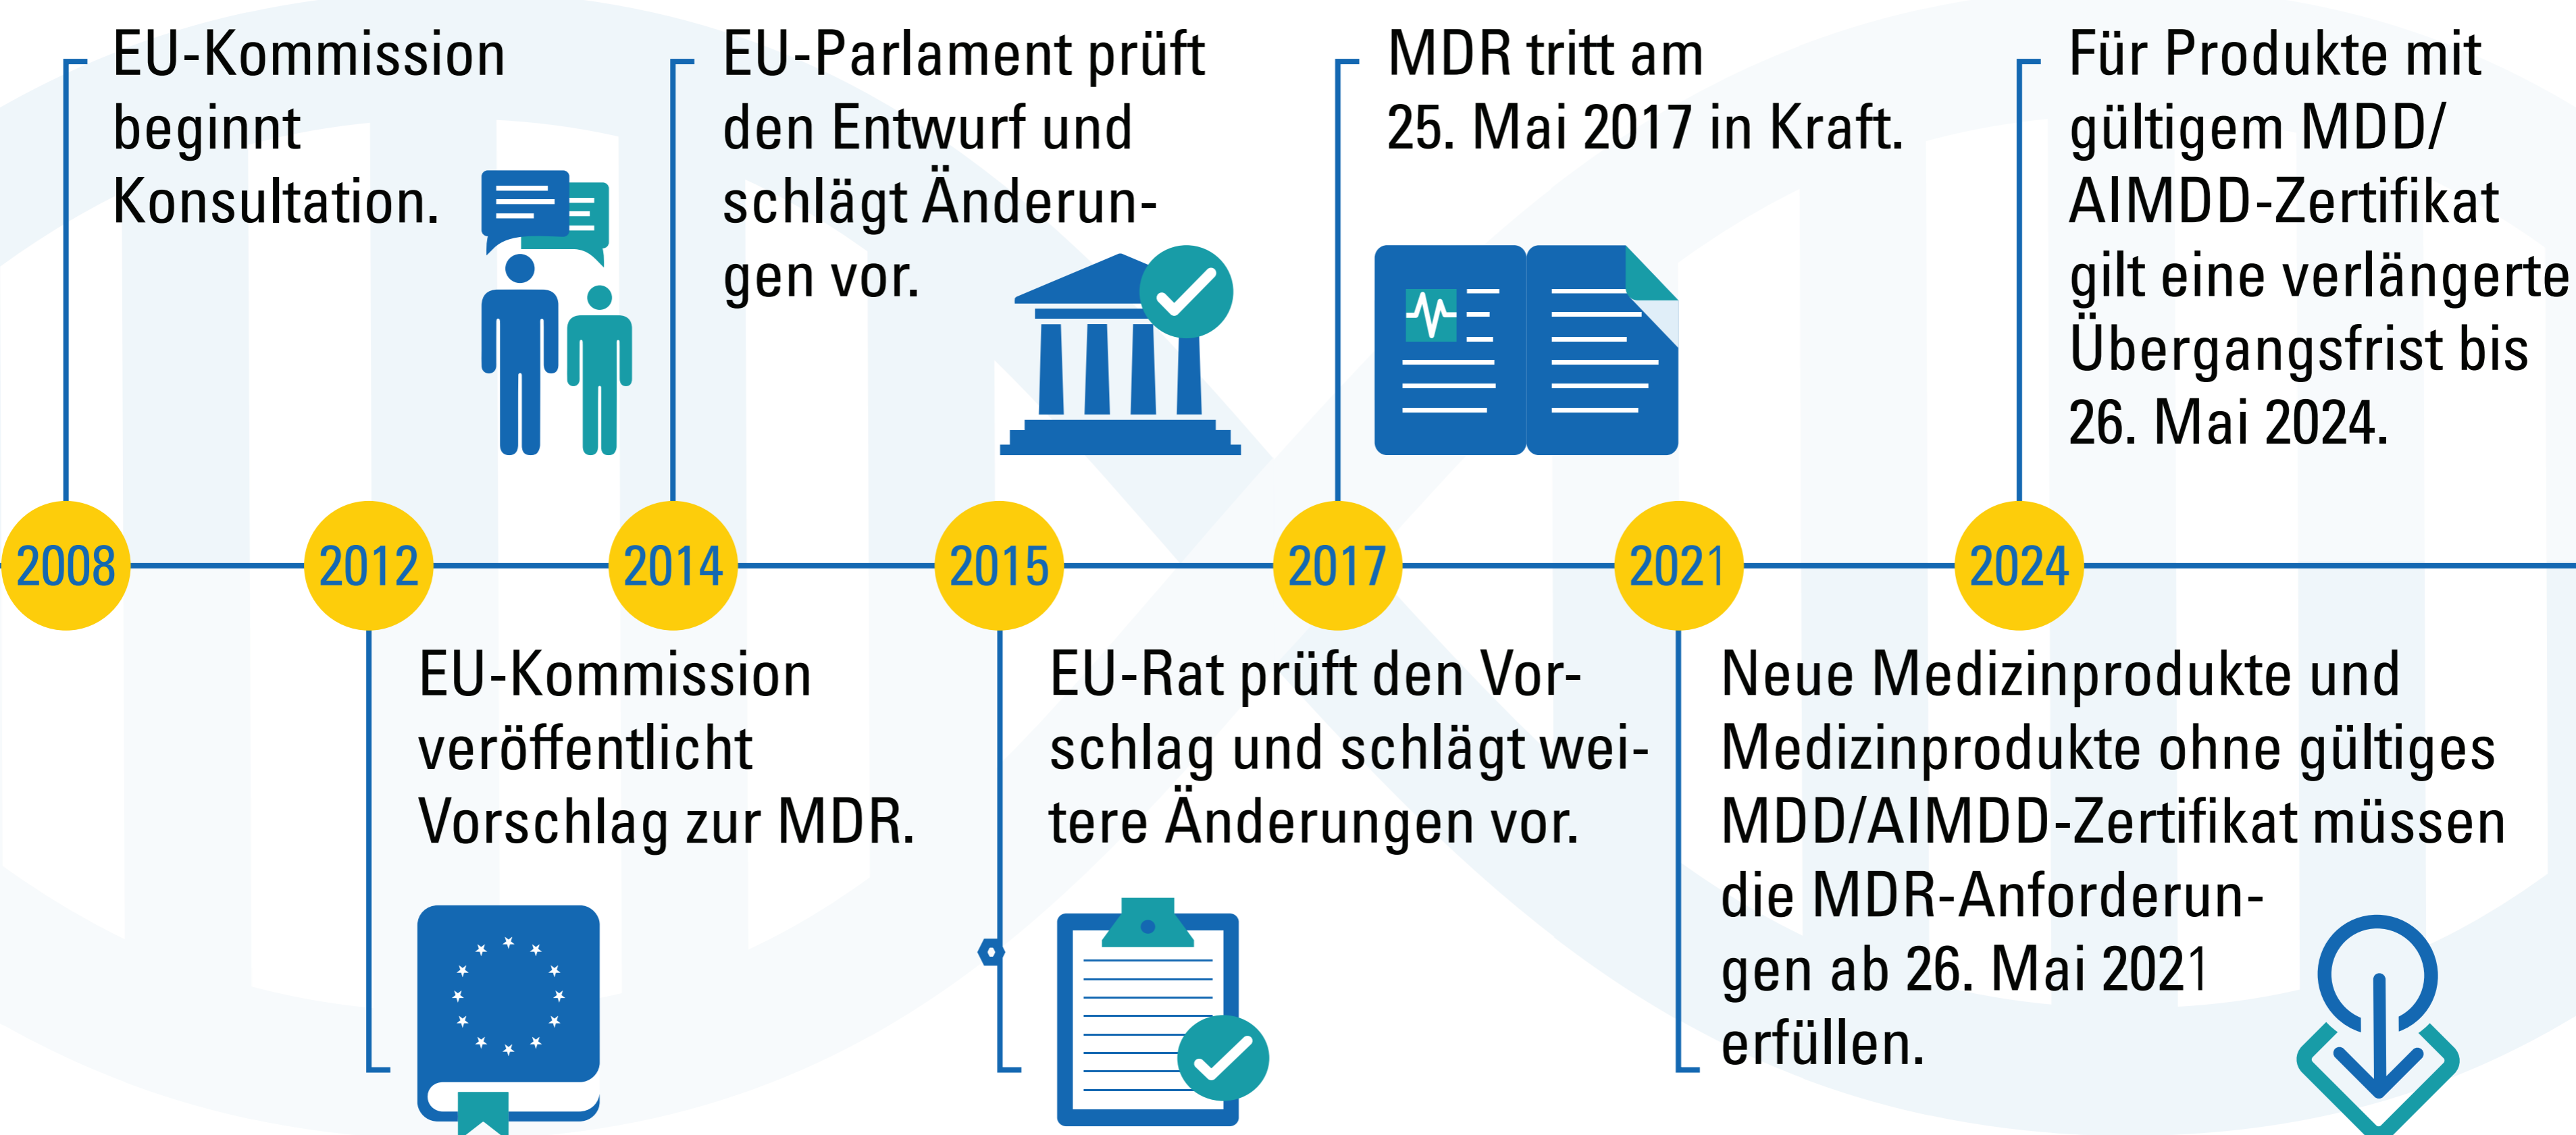 EU-Kommission
beginnt
Konsultation.
EU-Parlament prüft
den Entwurf und
schlägt Änderun-
gen vor.
MDR tritt am
25. Mai 2017 in Kraft.
Für Produkte mit
gültigem MDD/
AIMDD-Zertifikat
gilt eine verlängerte
Übergangsfrist bis
26. Mai 2024.
2008
2012
2014
2015
2017
2021
2024
EU-Kommission
veröffentlicht
Vorschlag zur MDR.
EU-Rat prüft den Vor-
schlag und schlägt wei-
tere Änderungen vor.
Neue Medizinprodukte und
Medizinprodukte ohne gültiges
MDD/AIMDD-Zertifikat müssen
die MDR-Anforderun-
gen ab 26. Mai 2021
erfüllen.